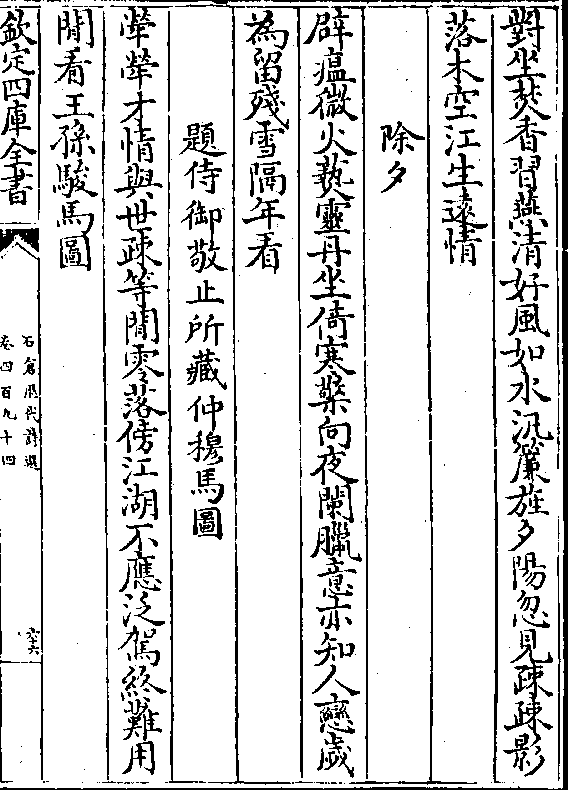 對坐焚香習燕清好風如水汎簾旌夕陽忽見疎疎影
落木空江生遠情
除夕
辟瘟微火蓺靈丹坐倚寒檠向夜闌臘意亦知人戀歲
為留殘雪隔年看
題侍御敬止所藏仲穆馬圖
犖犖才情與世疎等閒零落傍江湖不應泛駕終難用
閒看王孫駿馬圖
欽定四庫全書
石倉歷代詩選
卷四百九十四
六十六